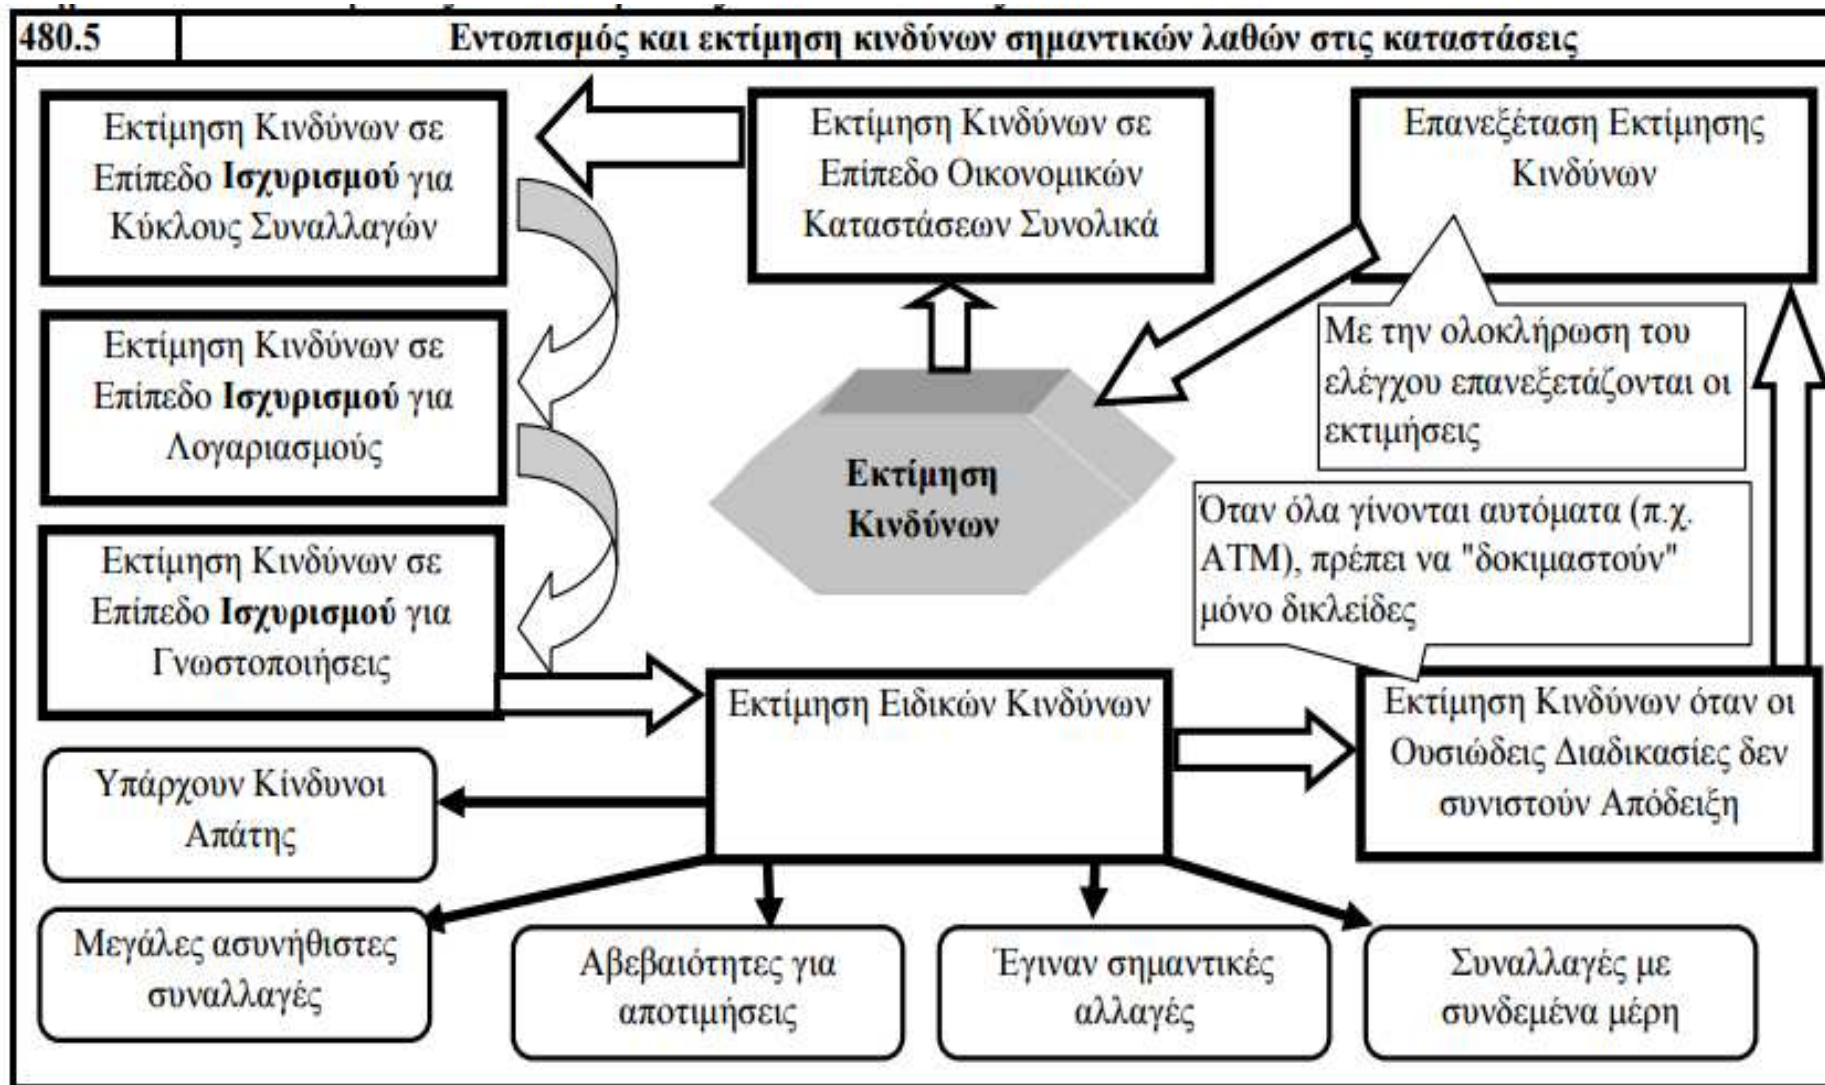 480.5
Εντοπισμός και εκτίμηση κινδύνων σημαντικών λαθών στις καταστάσεις
Εκτίμηση Κινδύνων σε
Επίπεδο Ισχυρισμού για
Κύκλους Συναλλαγών
Εκτίμηση Κινδύνων σε
Επίπεδο Οικονομικών
Καταστάσεων Συνολικά
Επανεξέταση Εκτίμησης
Κινδύνων
Εκτίμηση Κινδύνων σε
Επίπεδο Ισχυρισμού για
Λογαριασμούς
Με την ολοκλήρωση του
ελέγχου επανεξετάζονται οι
εκτιμήσεις
Εκτίμηση
Κινδύνων
Όταν όλα γίνονται αυτόματα (π.χ.
ATM), πρέπει να "δοκιμαστούν"
μόνο δικλείδες
Εκτίμηση Κινδύνων σε
Επίπεδο Ισχυρισμού για
Γνωστοποιήσεις
Εκτίμηση Ειδικών Κινδύνων
Εκτίμηση Κινδύνων όταν οι
Ουσιώδεις Διαδικασίες δεν
συνιστούν Απόδειξη
Υπάρχουν Κίνδυνοι
Απάτης
Μεγάλες ασυνήθιστες
συναλλαγές
Αβεβαιότητες για
αποτιμήσεις
Έγιναν σημαντικές
αλλαγές
Συναλλαγές με
συνδεμένα μέρη